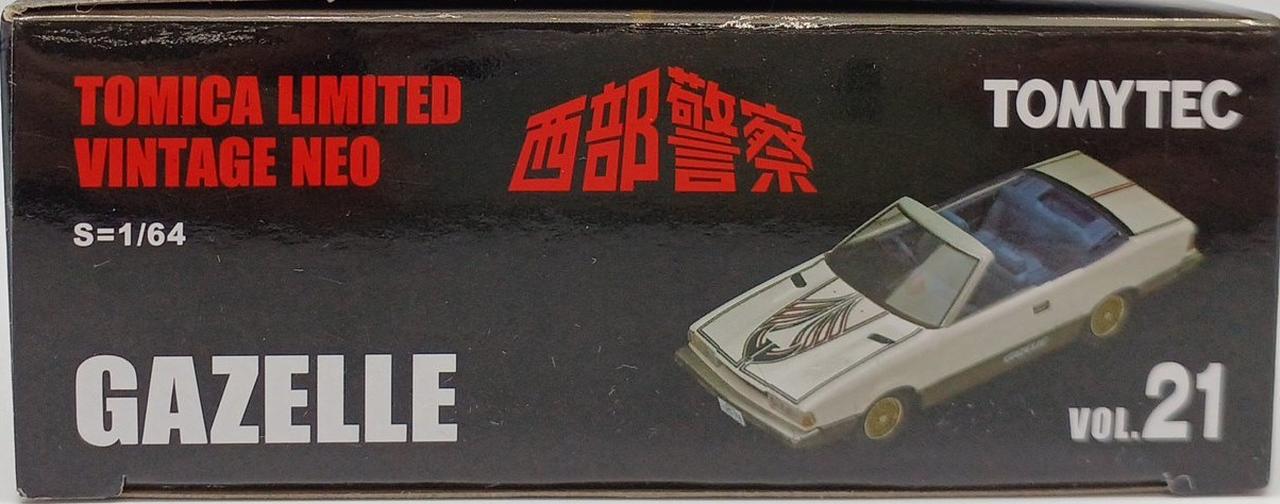 TOMICA LIMITED
VINTAGE NEO
西部警察
TOMYTEC
S=1/64
GAZELLE
VOL.21